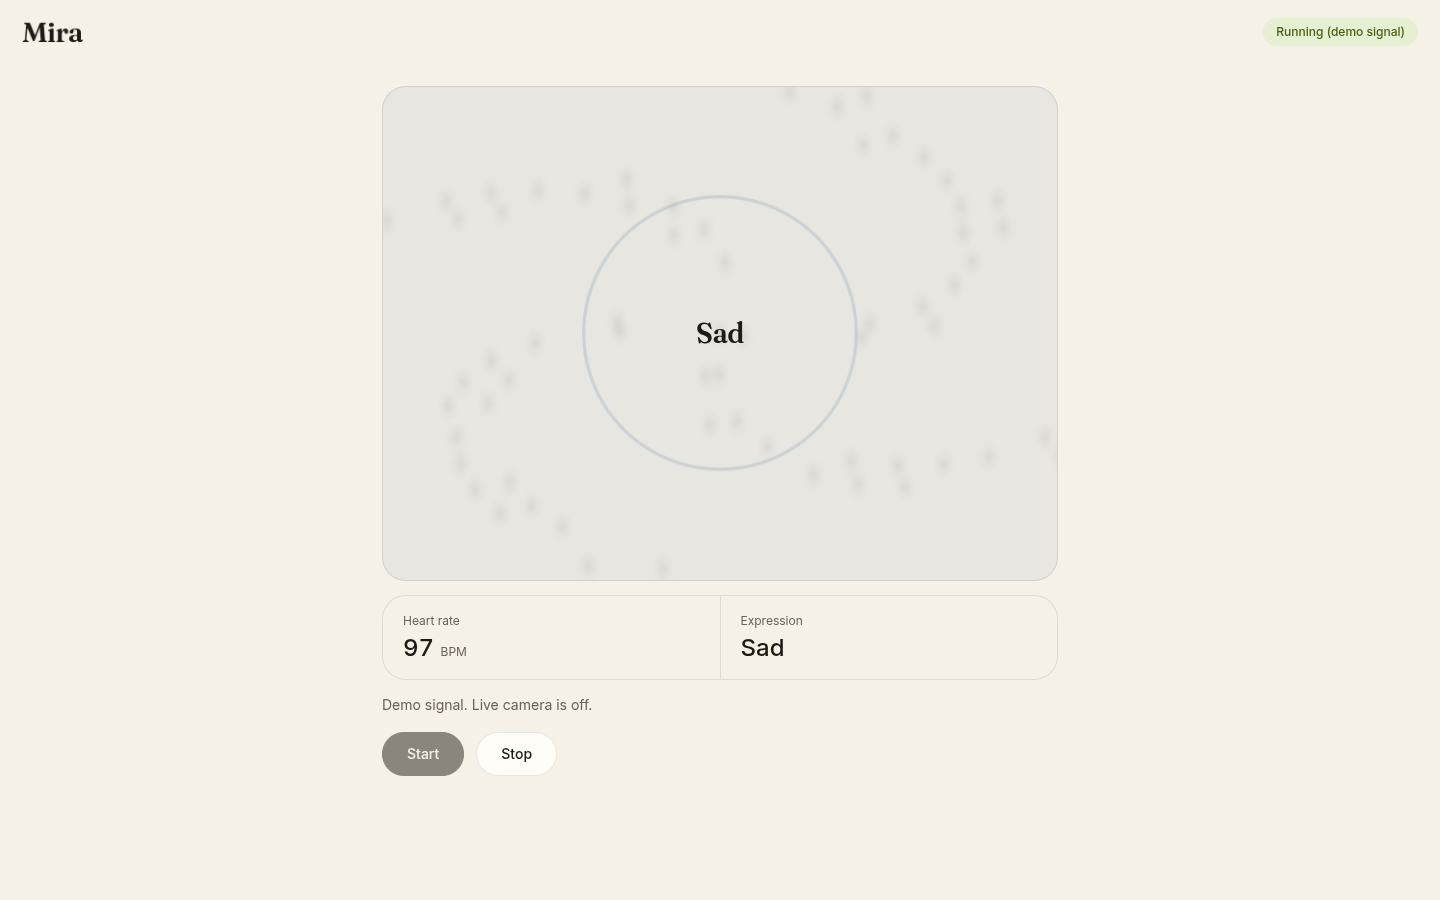 Mira
Running (demo signal)
Sad
Heart rate
97 BPM
Expression
Sad
Demo signal. Live camera is off.
Start
Stop